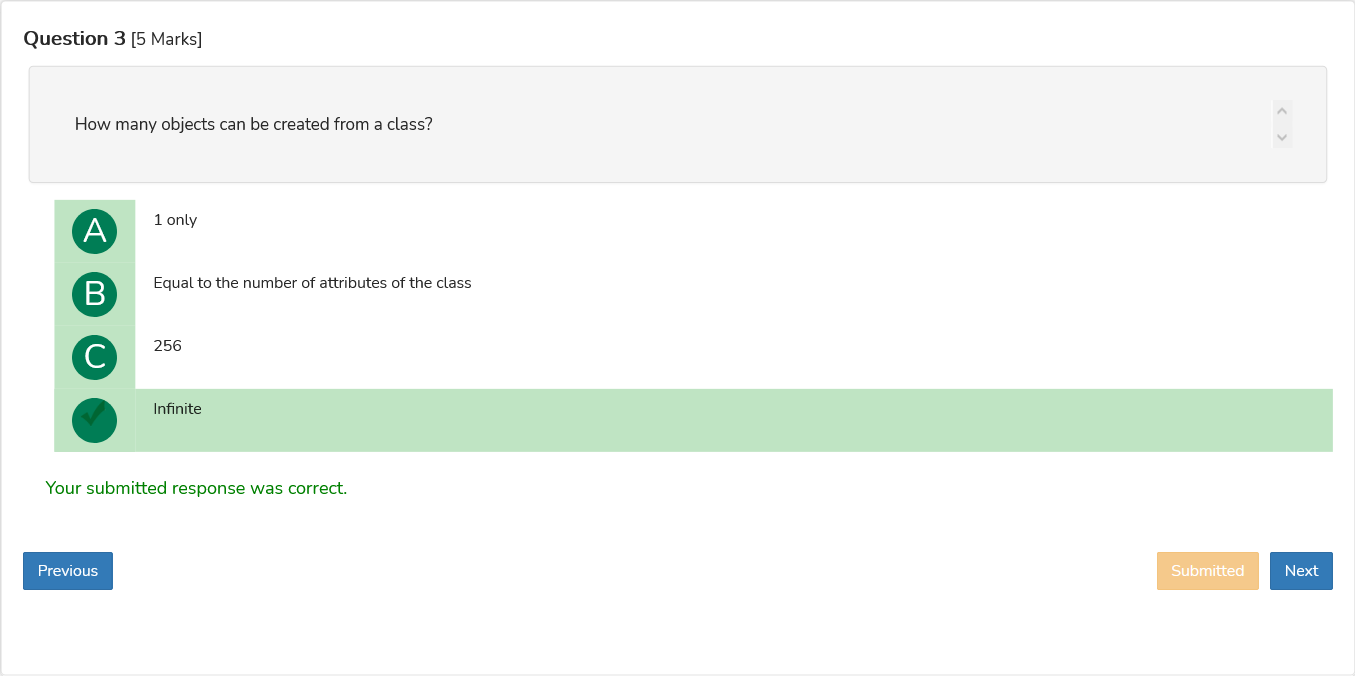 Question 3 [5 Marks]
How many objects can be created from a class?
A 1 only
B Equal to the number of attributes of the class
C 256
Infinite
Your submitted response was correct.
Previous Submitted Next